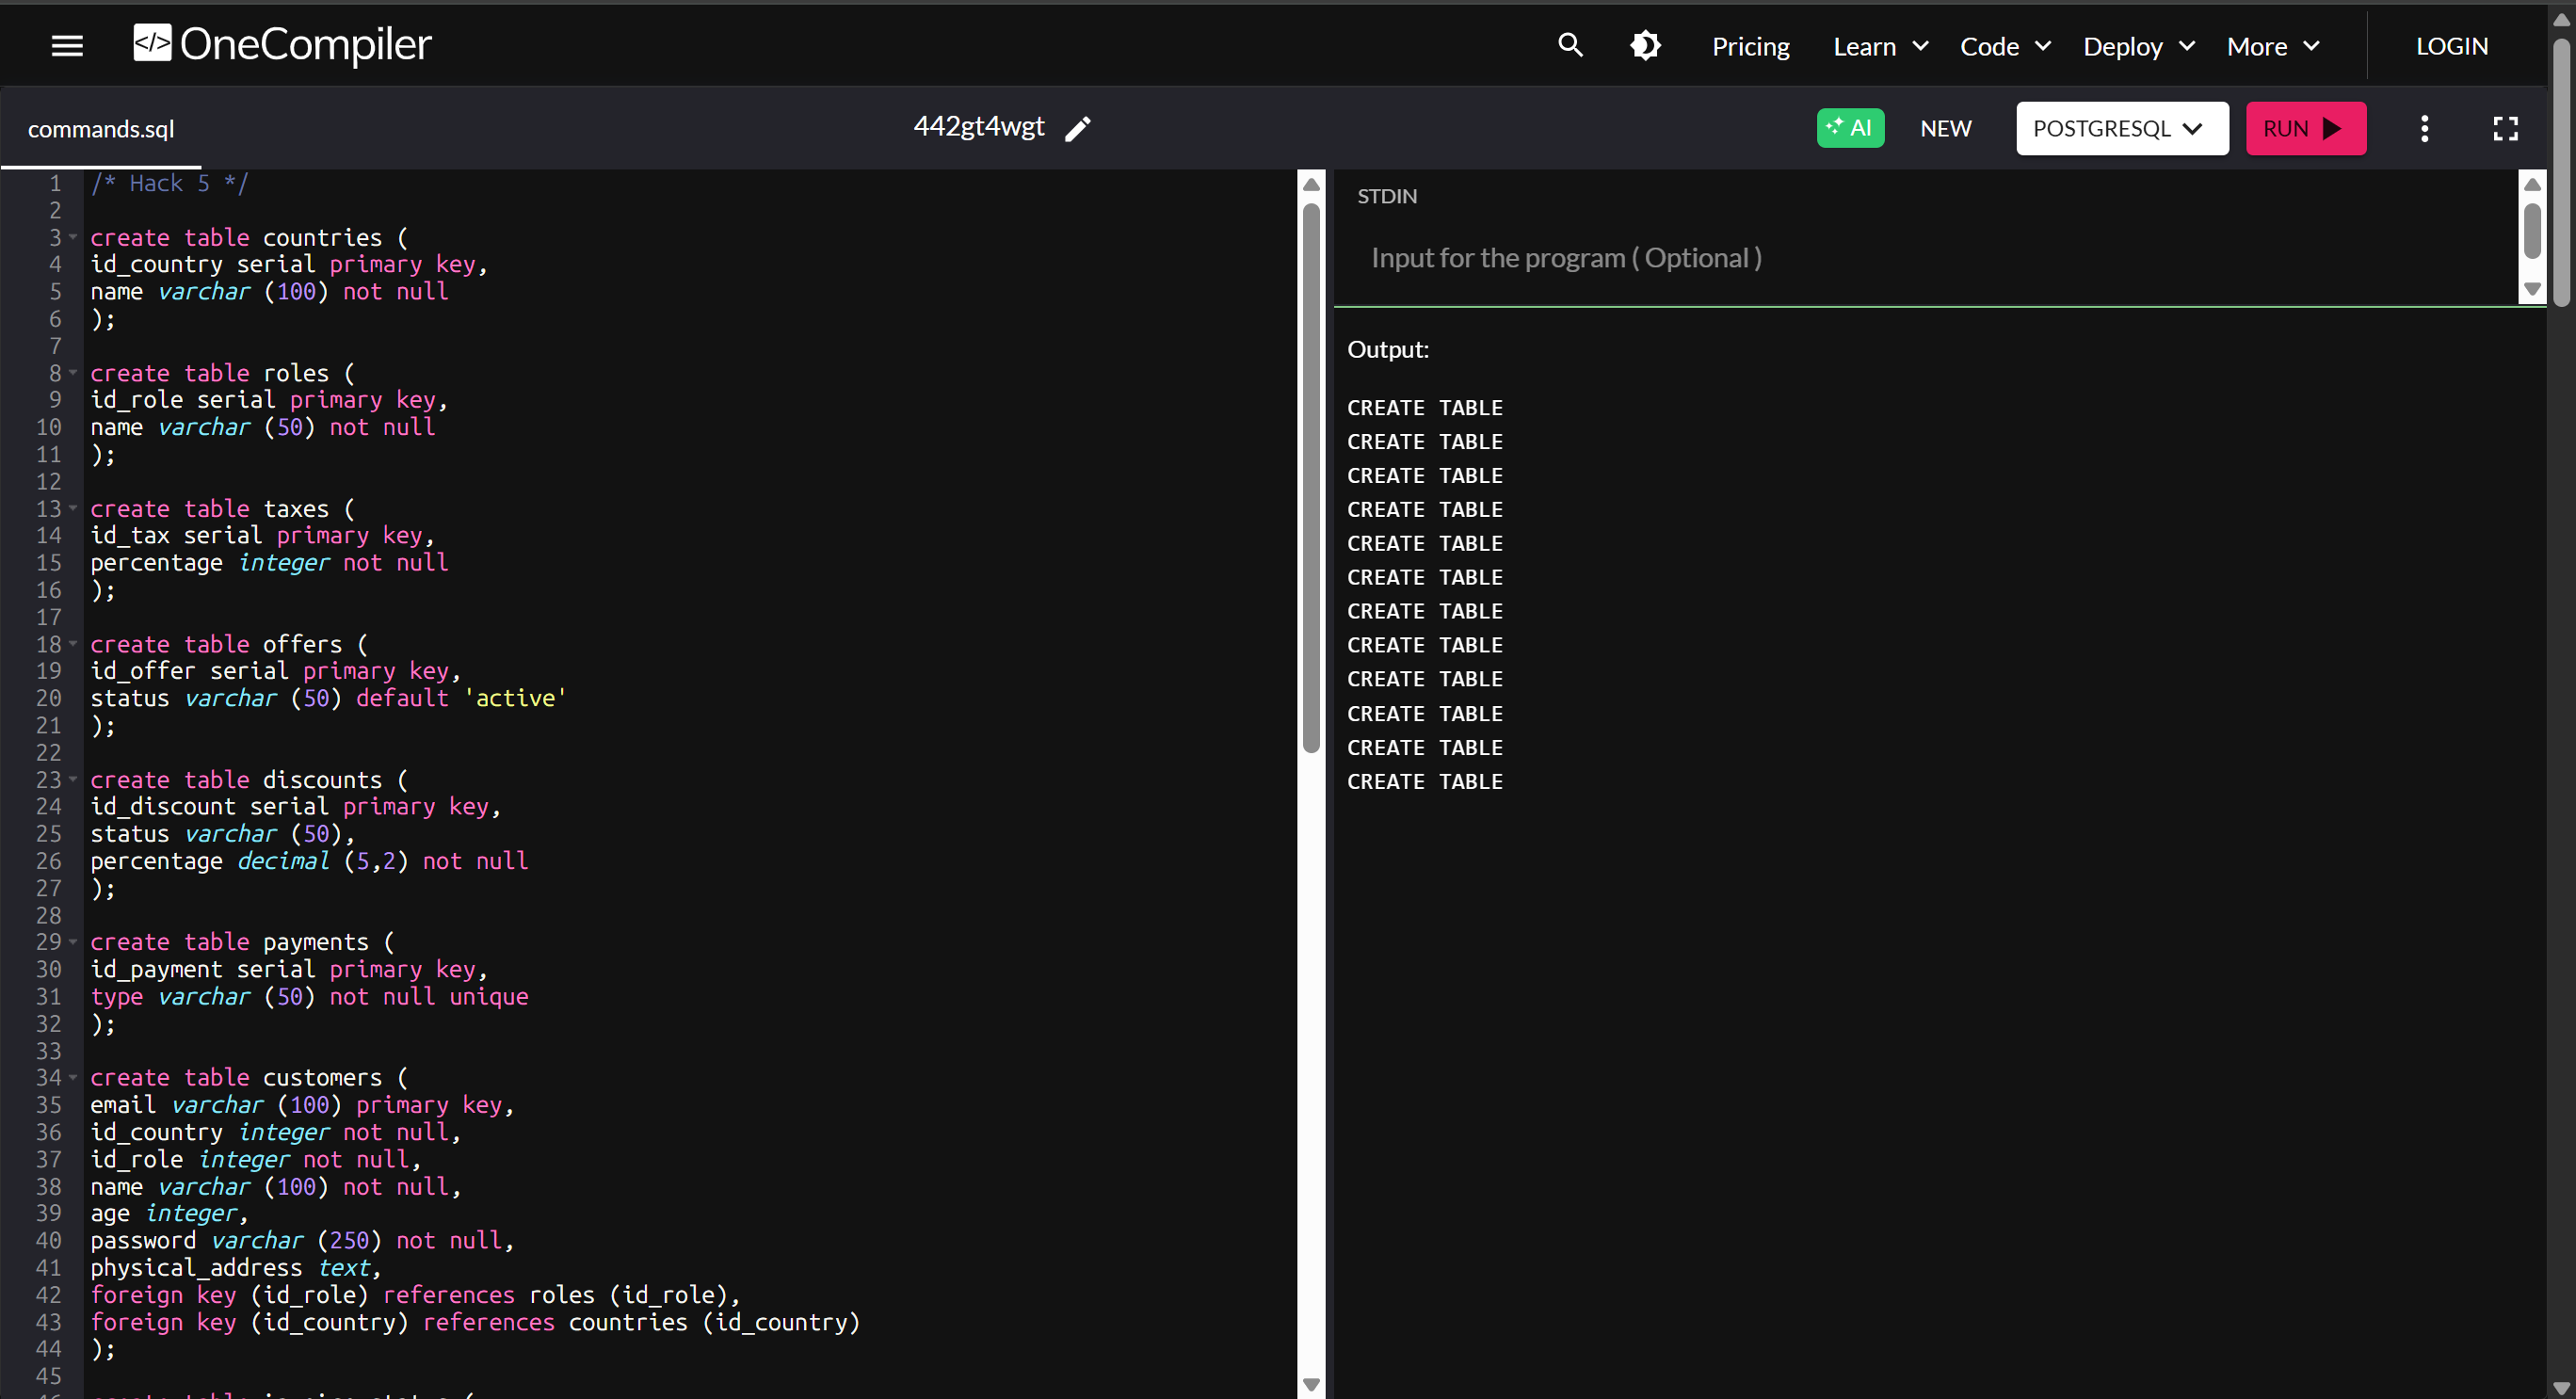 </> OneCompiler
Pricing Learn Code Deploy More LOGIN
commands.sql
442gt4wgt
AI NEW POSTGRESQL RUN
1 /* Hack 5 */
2
3 create table countries (
4 id_country serial primary key,
5 name varchar (100) not null
6 );
7
8 create table roles (
9 id_role serial primary key,
10 name varchar (50) not null
11 );
12
13 create table taxes (
14 id_tax serial primary key,
15 percentage integer not null
16 );
17
18 create table offers (
19 id_offer serial primary key,
20 status varchar (50) default 'active'
21 );
22
23 create table discounts (
24 id_discount serial primary key,
25 status varchar (50),
26 percentage decimal (5,2) not null
27 );
28
29 create table payments (
30 id_payment serial primary key,
31 type varchar (50) not null unique
32 );
33
34 create table customers (
35 email varchar (100) primary key,
36 id_country integer not null,
37 id_role integer not null,
38 name varchar (100) not null,
39 age integer,
40 password varchar (250) not null,
41 physical_address text,
42 foreign key (id_role) references roles (id_role),
43 foreign key (id_country) references countries (id_country)
44 );
45
STDIN
Input for the program ( Optional )
Output:
CREATE TABLE
CREATE TABLE
CREATE TABLE
CREATE TABLE
CREATE TABLE
CREATE TABLE
CREATE TABLE
CREATE TABLE
CREATE TABLE
CREATE TABLE
CREATE TABLE
CREATE TABLE